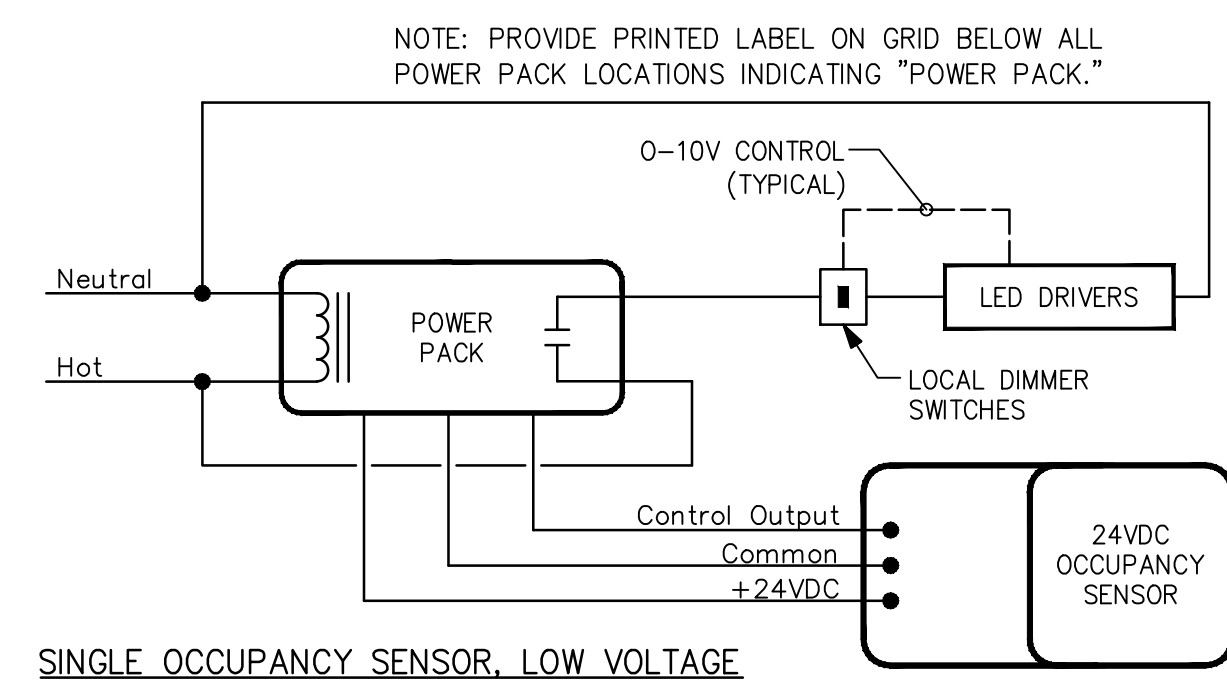 NOTE: PROVIDE PRINTED LABEL ON GRID BELOW ALL
POWER PACK LOCATIONS INDICATING "POWER PACK."
0-10V CONTROL
(TYPICAL)
Neutral
Hot
POWER
PACK
LED DRIVERS
LOCAL DIMMER
SWITCHES
Control Output
Common
+24VDC
24VDC
OCCUPANCY
SENSOR
SINGLE OCCUPANCY SENSOR, LOW VOLTAGE